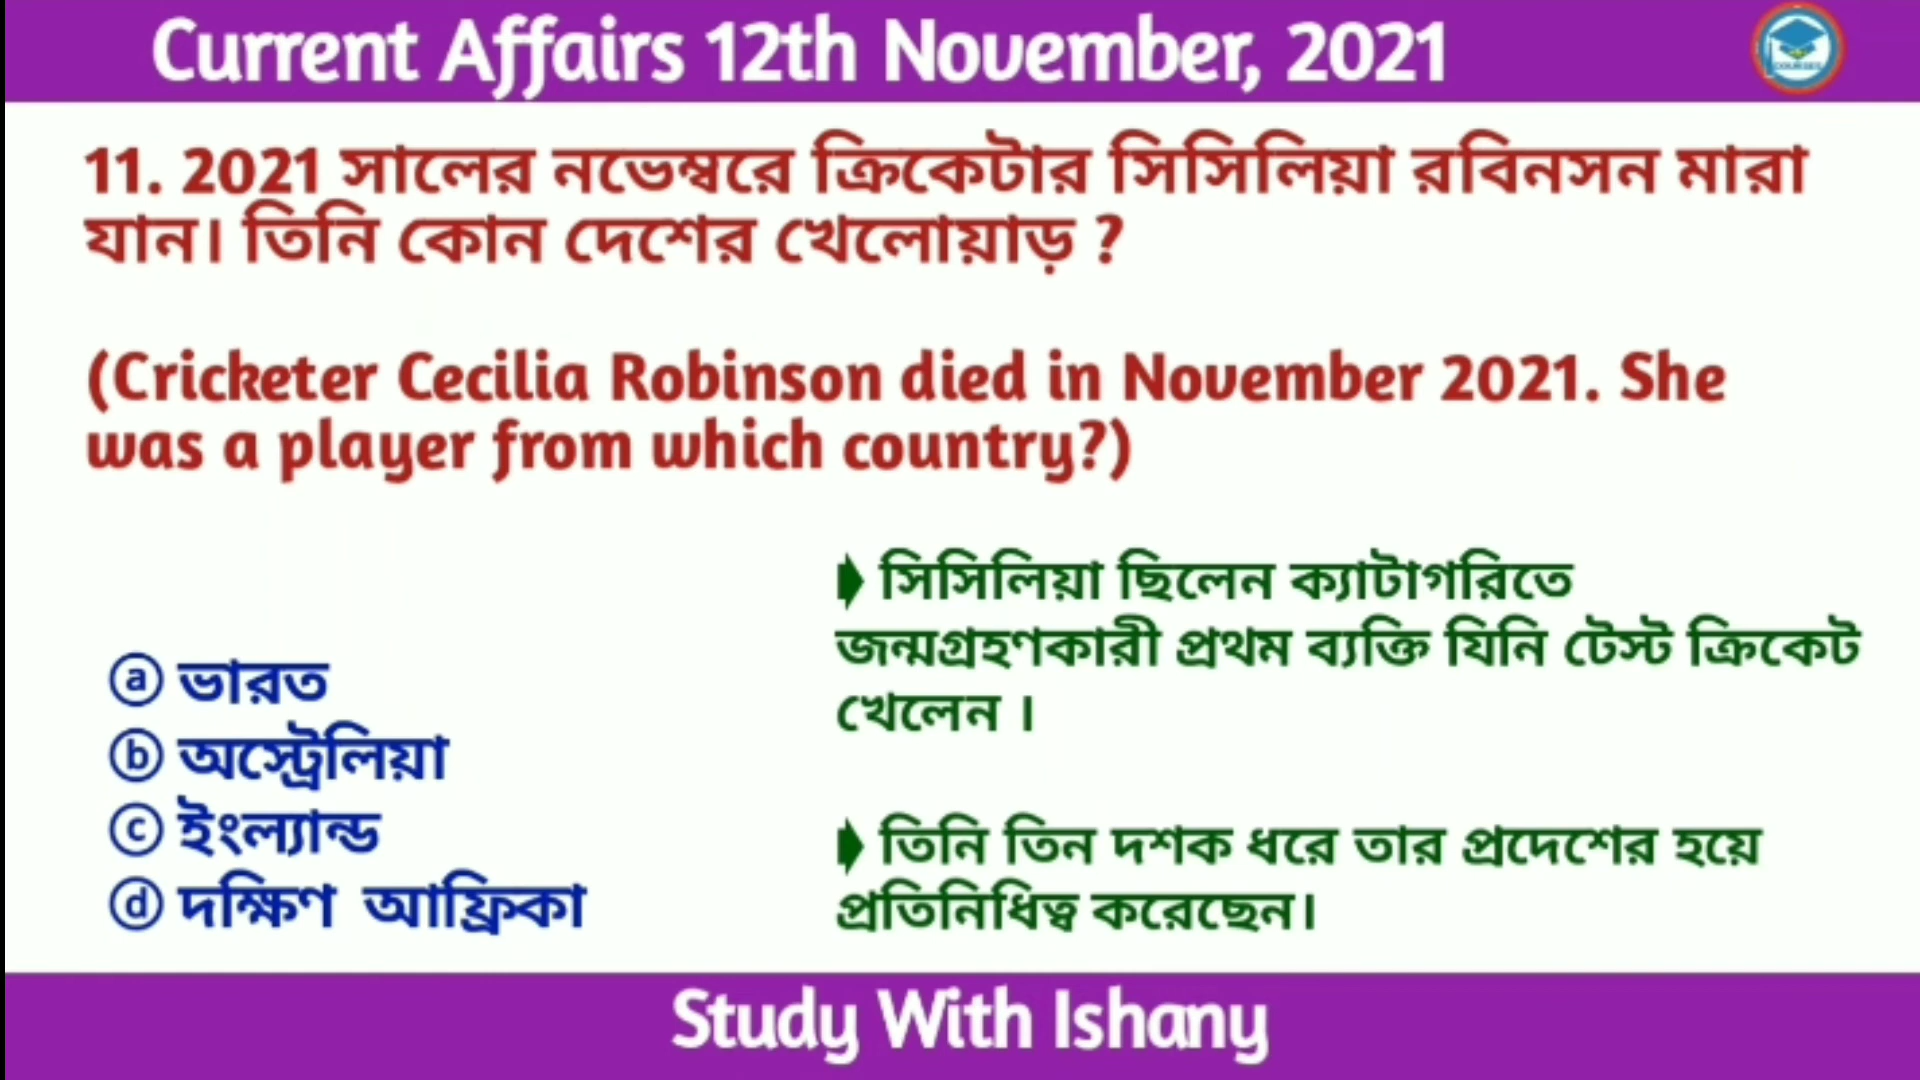 Current Affairs 12th November, 2021
11. 2021 সালের নভেম্বরে ক্রিকেটার সিসিলিয়া রবিনসন মারা
যান। তিনি কোন দেশের খেলোয়াড় ?
(Cricketer Cecilia Robinson died in November 2021. She
was a player from which country?)
ⓐ ভারত
ⓑ অস্ট্রেলিয়া
ⓒ ইংল্যান্ড
ⓓ দক্ষিণ আফ্রিকা
➧ সিসিলিয়া ছিলেন ক্যাটাগরিতে
জন্মগ্রহণকারী প্রথম ব্যক্তি যিনি টেস্ট ক্রিকেট
খেলেন ।
➧ তিনি তিন দশক ধরে তার প্রদেশের হয়ে
প্রতিনিধিত্ব করেছেন।
Study With Ishany